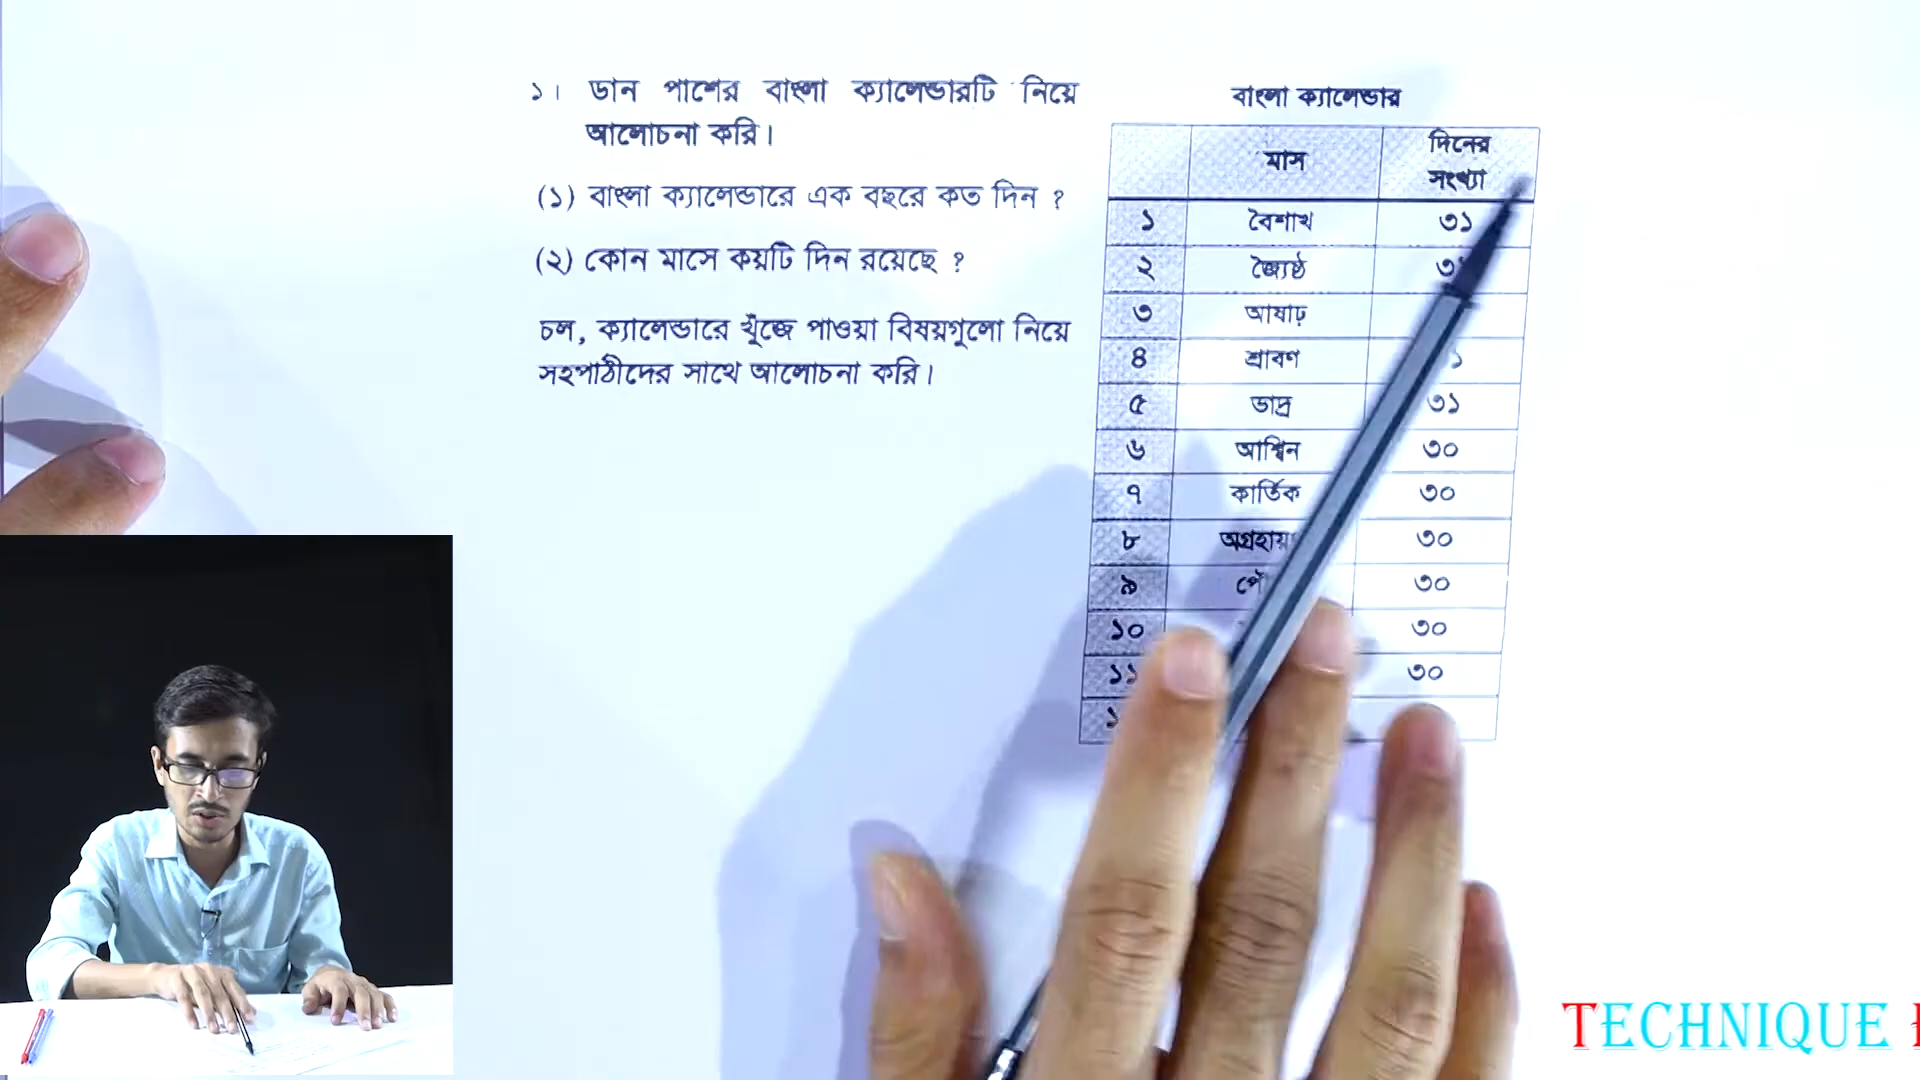 ১। ডান পাশের বাংলা ক্যালেন্ডারটি নিয়ে
আলোচনা করি।
(১) বাংলা ক্যালেন্ডারে এক বছরে কত দিন ?
(২) কোন মাসে কয়টি দিন রয়েছে ?
চল, ক্যালেন্ডারে খুঁজে পাওয়া বিষয়গুলো নিয়ে
সহপাঠীদের সাথে আলোচনা করি।
বাংলা ক্যালেন্ডার
মাস দিনের সংখ্যা
১ বৈশাখ ৩১
২ জ্যৈষ্ঠ
৩ আষাঢ়
৪ শ্রাবণ
৫ ভাদ্র ৩১
৬ আশ্বিন ৩০
৭ কার্তিক ৩০
৮ ৩০
৯ ৩০
১০ ৩০
১১ ৩০
TECHNIQUE